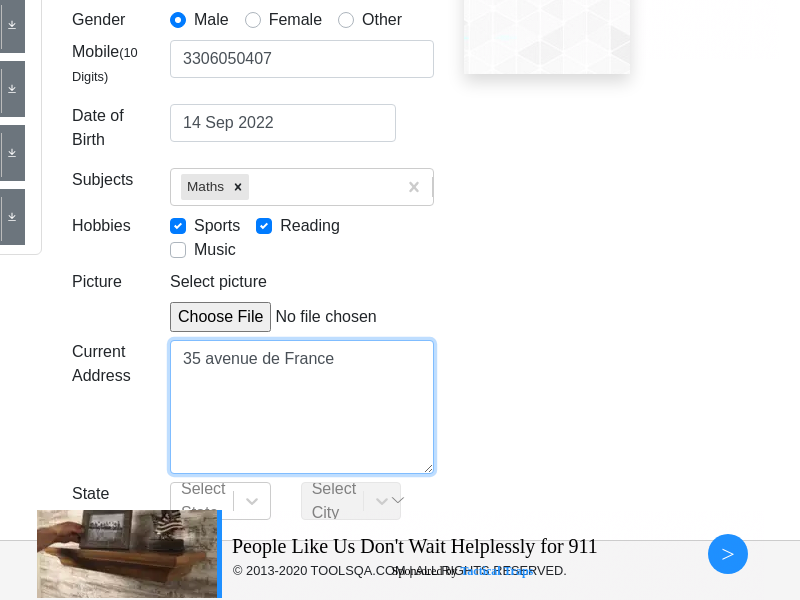 Gender Male Female Other
Mobile(10 Digits) 3306050407
Date of Birth 14 Sep 2022
Subjects Maths ×
Hobbies Sports Reading
Music
Picture Select picture
Choose File No file chosen
Current Address 35 avenue de France
State Select State Select City
People Like Us Don't Wait Helplessly for 911
© 2013-2020 TOOLSQA.COM | ALL RIGHTS RESERVED.
Sponsored by